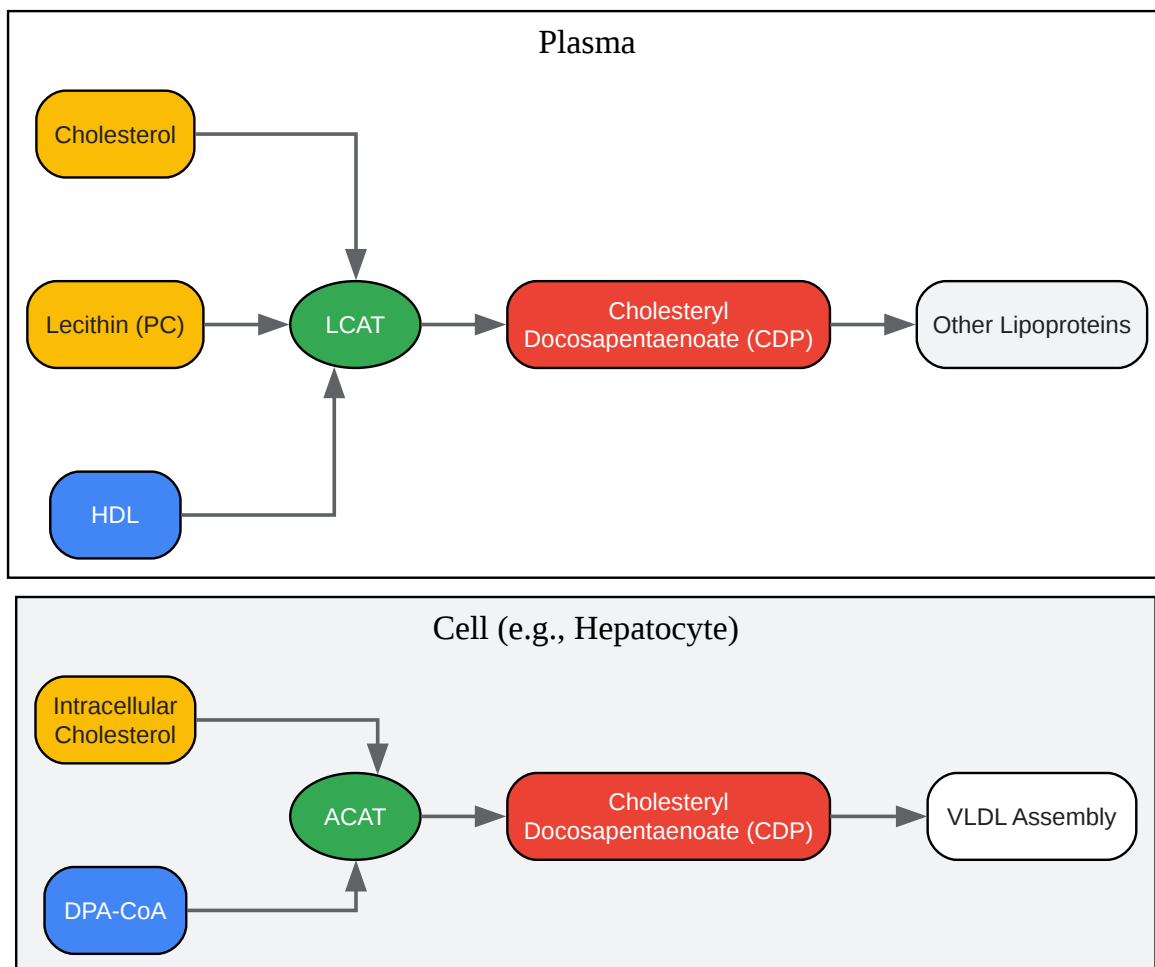 Plasma
Cholesterol
Lecithin (PC)
LCAT
Cholesteryl
Docosapentaenoate (CDP)
Other Lipoproteins
HDL
Cell (e.g., Hepatocyte)
Intracellular
Cholesterol
ACAT
Cholesteryl
Docosapentaenoate (CDP)
VLDL Assembly
DPA-CoA